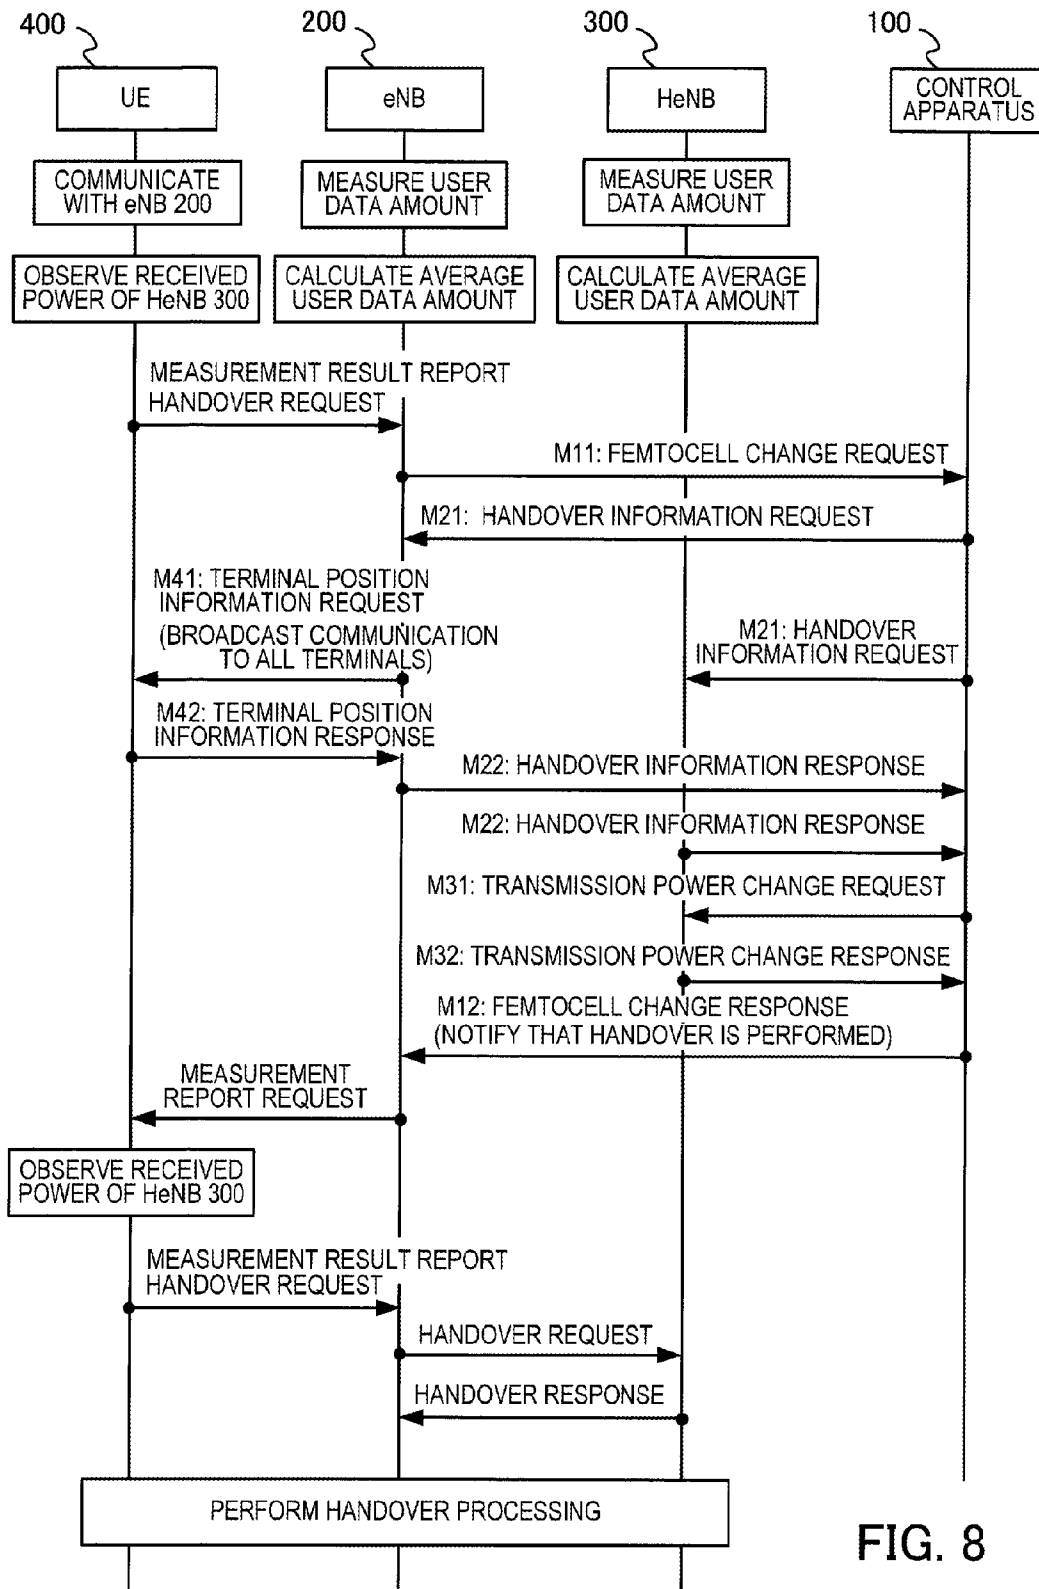 400
200
300
100
UE
eNB
HeNB
CONTROL
APPARATUS
COMMUNICATE
WITH eNB 200
MEASURE USER
DATA AMOUNT
MEASURE USER
DATA AMOUNT
OBSERVE RECEIVED
POWER OF HeNB 300
CALCULATE AVERAGE
USER DATA AMOUNT
CALCULATE AVERAGE
USER DATA AMOUNT
MEASUREMENT RESULT REPORT
HANDOVER REQUEST
M11: FEMTOCELL CHANGE REQUEST
M21: HANDOVER INFORMATION REQUEST
M41: TERMINAL POSITION
INFORMATION REQUEST
(BROADCAST COMMUNICATION
TO ALL TERMINALS)
M21: HANDOVER
INFORMATION REQUEST
M42: TERMINAL POSITION
INFORMATION RESPONSE
M22: HANDOVER INFORMATION RESPONSE
M22: HANDOVER INFORMATION RESPONSE
M31: TRANSMISSION POWER CHANGE REQUEST
M32: TRANSMISSION POWER CHANGE RESPONSE
M12: FEMTOCELL CHANGE RESPONSE
(NOTIFY THAT HANDOVER IS PERFORMED)
MEASUREMENT
REPORT REQUEST
OBSERVE RECEIVED
POWER OF HeNB 300
MEASUREMENT RESULT REPORT
HANDOVER REQUEST
HANDOVER REQUEST
HANDOVER RESPONSE
PERFORM HANDOVER PROCESSING
FIG. 8